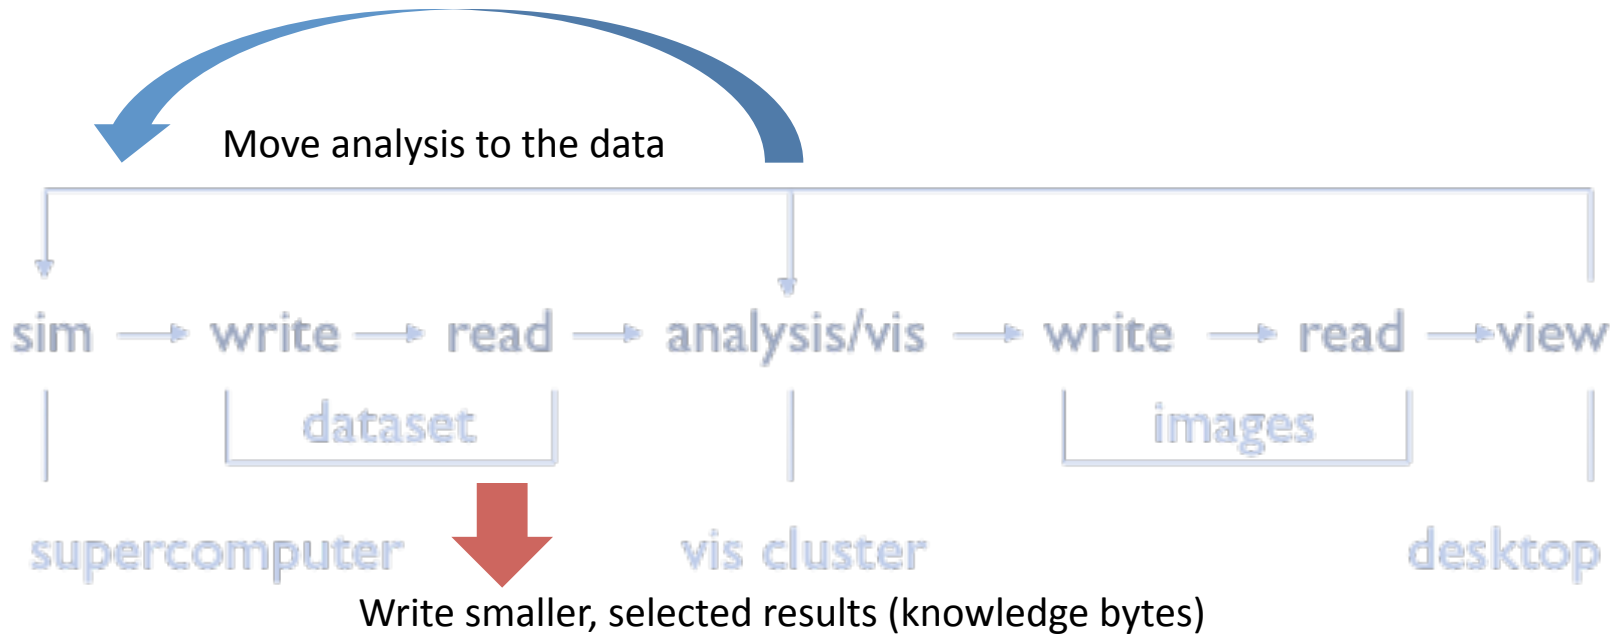 Move analysis to the data
sim write read analysis/vis write read view
dataset images
supercomputer vis cluster desktop
Write smaller, selected results (knowledge bytes)